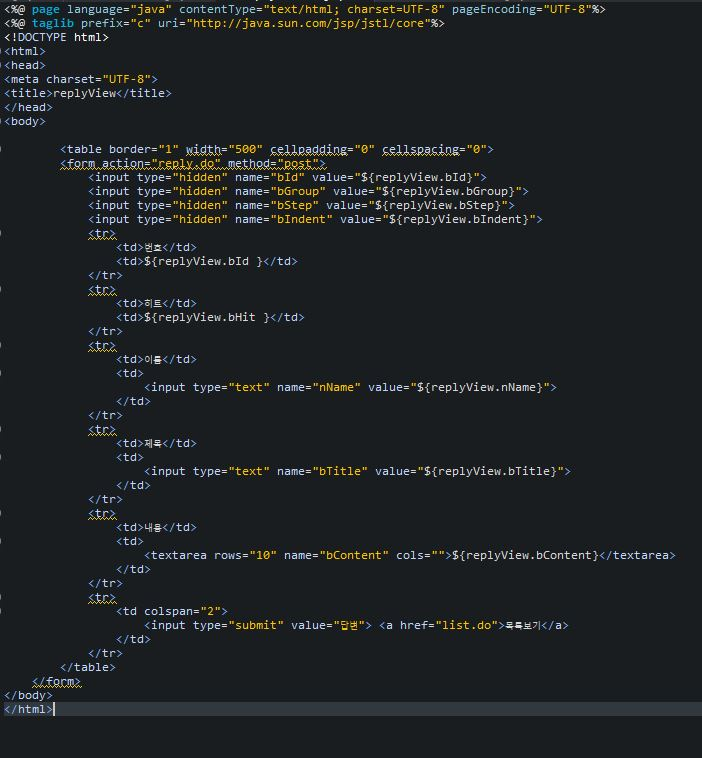 <%@ page language="java" contentType="text/html; charset=UTF-8" pageEncoding="UTF-8"%>
<%@ taglib prefix="c" uri="http://java.sun.com/jsp/jstl/core"%>
<!DOCTYPE html>
<html>
<head>
<meta charset="UTF-8">
<title>replyView</title>
</head>
<body>
<table border="1" width="500" cellpadding="0" cellspacing="0">
<form action="reply.do" method="post">
<input type="hidden" name="bId" value="${replyView.bId}">
<input type="hidden" name="bGroup" value="${replyView.bGroup}">
<input type="hidden" name="bStep" value="${replyView.bStep}">
<input type="hidden" name="bIndent" value="${replyView.bIndent}">
<tr>
<td>번호</td>
<td>${replyView.bId }</td>
</tr>
<tr>
<td>히트</td>
<td>${replyView.bHit }</td>
</tr>
<tr>
<td>이름</td>
<td>
<input type="text" name="nName" value="${replyView.nName}">
</td>
</tr>
<tr>
<td>제목</td>
<td>
<input type="text" name="bTitle" value="${replyView.bTitle}">
</td>
</tr>
<tr>
<td>내용</td>
<td>
<textarea rows="10" name="bContent" cols="">${replyView.bContent}</textarea>
</td>
</tr>
<tr>
<td colspan="2">
<input type="submit" value="답변"> <a href="list.do">목록보기</a>
</td>
</tr>
</table>
</form>
</body>
</html>